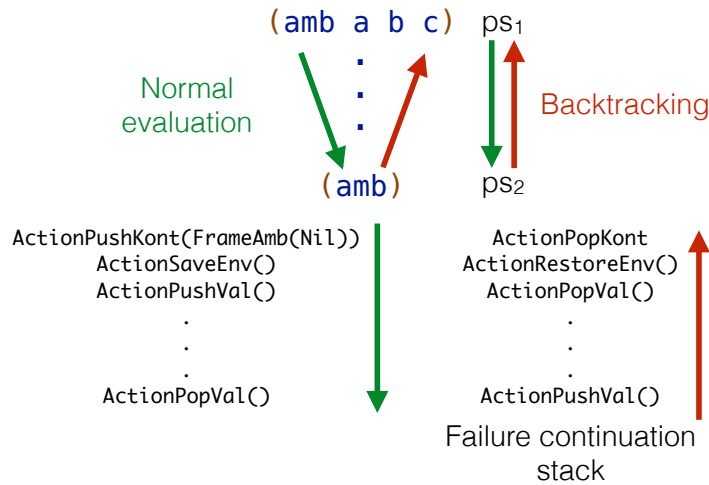 (amb a b c) ps1
.
.
.
Normal
evaluation
Backtracking
(amb) ps2
ActionPushKont(FrameAmb(Nil))
ActionSaveEnv()
ActionPushVal()
.
.
.
ActionPopVal()
ActionPopKont
ActionRestoreEnv()
ActionPopVal()
.
.
.
ActionPushVal()
Failure continuation
stack